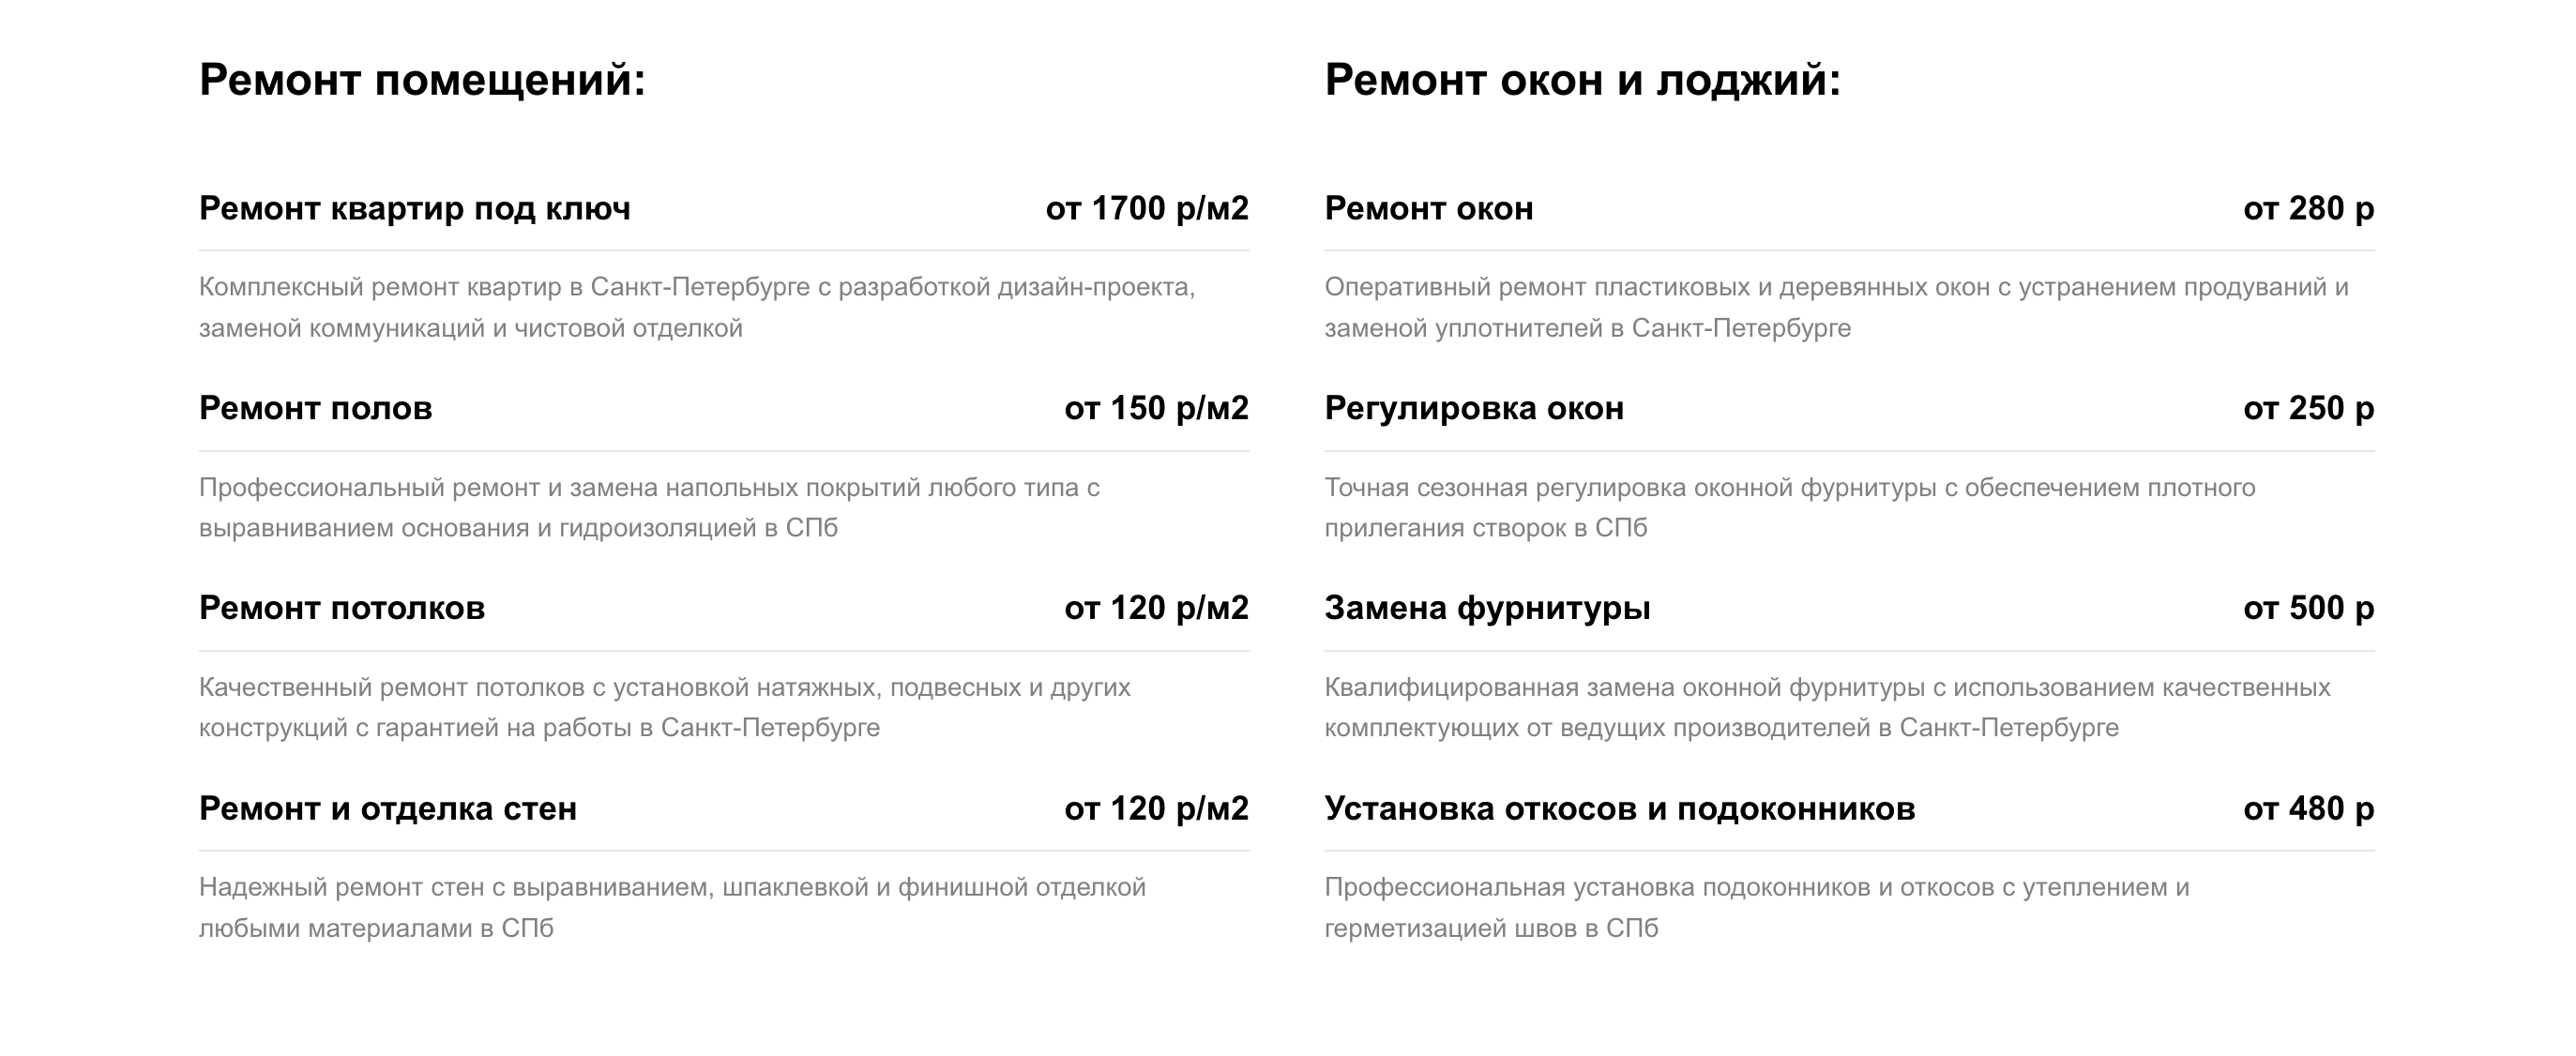 Ремонт помещений:
Ремонт квартир под ключ от 1700 р/м2
Комплексный ремонт квартир в Санкт-Петербурге с разработкой дизайн-проекта,
заменой коммуникаций и чистовой отделкой
Ремонт полов от 150 р/м2
Профессиональный ремонт и замена напольных покрытий любого типа с
выравниванием основания и гидроизоляцией в СПб
Ремонт потолков от 120 р/м2
Качественный ремонт потолков с установкой натяжных, подвесных и других
конструкций с гарантией на работы в Санкт-Петербурге
Ремонт и отделка стен от 120 р/м2
Надежный ремонт стен с выравниванием, шпаклевкой и финишной отделкой
любыми материалами в СПб
Ремонт окон и лоджий:
Ремонт окон от 280 р
Оперативный ремонт пластиковых и деревянных окон с устранением продуваний и
заменой уплотнителей в Санкт-Петербурге
Регулировка окон от 250 р
Точная сезонная регулировка оконной фурнитуры с обеспечением плотного
прилегания створок в СПб
Замена фурнитуры от 500 р
Квалифицированная замена оконной фурнитуры с использованием качественных
комплектующих от ведущих производителей в Санкт-Петербурге
Установка откосов и подоконников от 480 р
Профессиональная установка подоконников и откосов с утеплением и
герметизацией швов в СПб